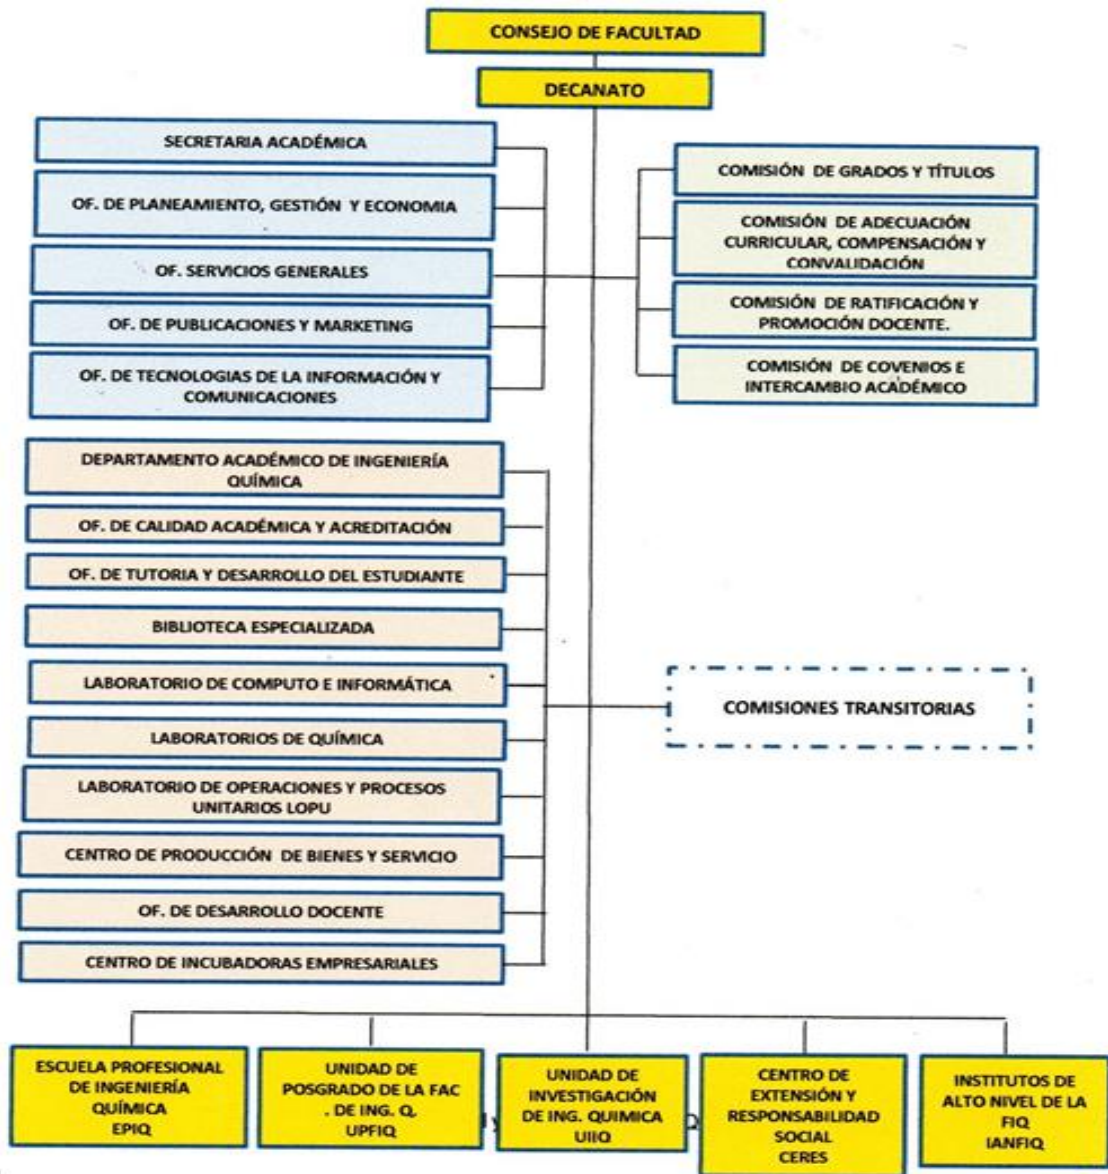 CONSEJO DE FACULTAD
DECANATO
SECRETARIA ACADÉMICA
OF. DE PLANEAMIENTO, GESTIÓN Y ECONOMIA
OF. SERVICIOS GENERALES
OF. DE PUBLICACIONES Y MARKETING
OF. DE TECNOLOGIAS DE LA INFORMACIÓN Y
COMUNICACIONES
COMISIÓN DE GRADOS Y TÍTULOS
COMISIÓN DE ADECUACIÓN
CURRICULAR, COMPENSACIÓN Y
CONVALIDACIÓN
COMISIÓN DE RATIFICACIÓN Y
PROMOCIÓN DOCENTE.
COMISIÓN DE COVENIOS E
INTERCAMBIO ACADÉMICO
DEPARTAMENTO ACADÉMICO DE INGENIERÍA
QUÍMICA
OF. DE CALIDAD ACADÉMICA Y ACREDITACIÓN
OF. DE TUTORIA Y DESARROLLO DEL ESTUDIANTE
BIBLIOTECA ESPECIALIZADA
LABORATORIO DE COMPUTO E INFORMÁTICA
LABORATORIOS DE QUÍMICA
LABORATORIO DE OPERACIONES Y PROCESOS
UNITARIOS LOPU
CENTRO DE PRODUCCIÓN DE BIENES Y SERVICIO
OF. DE DESARROLLO DOCENTE
CENTRO DE INCUBADORAS EMPRESARIALES
COMISIONES TRANSITORIAS
ESCUELA PROFESIONAL
DE INGENIERÍA
QUÍMICA
EPIQ
UNIDAD DE
POSGRADO DE LA FAC
. DE ING. Q.
UPFIQ
UNIDAD DE
INVESTIGACIÓN
DE ING. QUIMICA
UIIQ
CENTRO DE
EXTENSIÓN Y
RESPONSABILIDAD
SOCIAL
CERES
INSTITUTOS DE
ALTO NIVEL DE LA
FIQ
IANFIQ